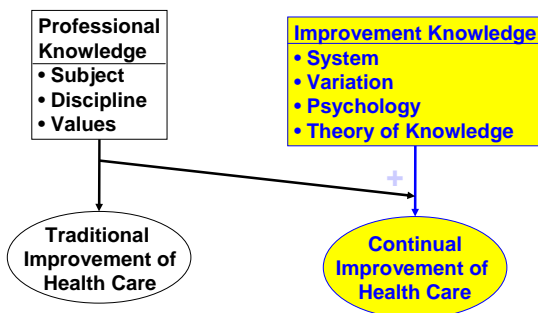 Professional
Knowledge
• Subject
• Discipline
• Values
Improvement Knowledge
• System
• Variation
• Psychology
• Theory of Knowledge
+
Traditional
Improvement of
Health Care
Continual
Improvement of
Health Care